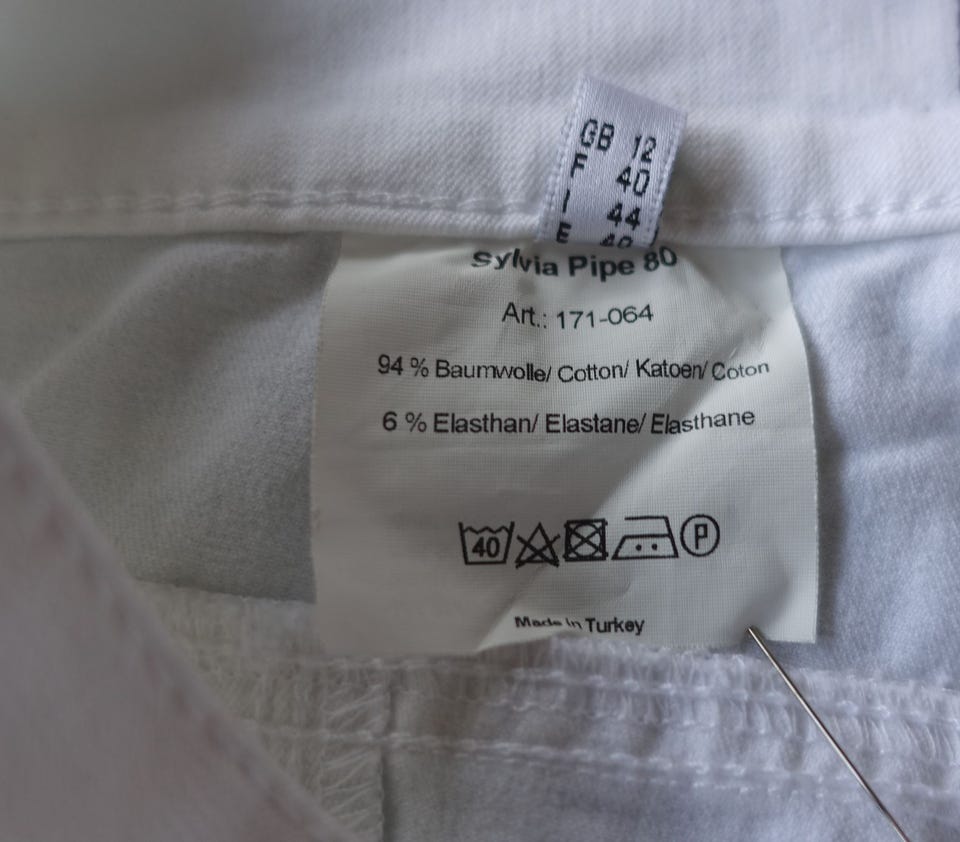 GB 12
F 40
I 44
E 40
Sylvia Pipe 80
Art.: 171-064
94 % Baumwolle/ Cotton/ Katoen/ Coton
6 % Elasthan/ Elastane/ Elasthane
40 P
Made in Turkey